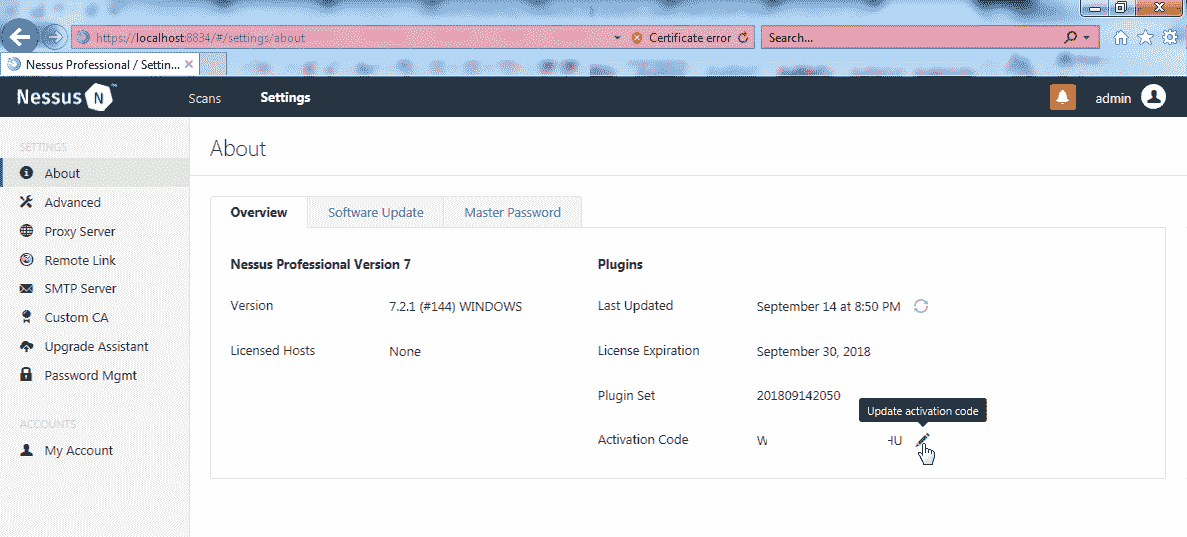 https://localhost:8834/#/settings/about
Certificate error
Search...
Nessus Professional / Settin...
Nessus N ™
Scans
Settings
admin
SETTINGS
About
Advanced
Proxy Server
Remote Link
SMTP Server
Custom CA
Upgrade Assistant
Password Mgmt
ACCOUNTS
My Account
About
Overview
Software Update
Master Password
Nessus Professional Version 7
Version 7.2.1 (#144) WINDOWS
Licensed Hosts None
Plugins
Last Updated September 14 at 8:50 PM
License Expiration September 30, 2018
Plugin Set 201809142050
Update activation code
Activation Code W HU